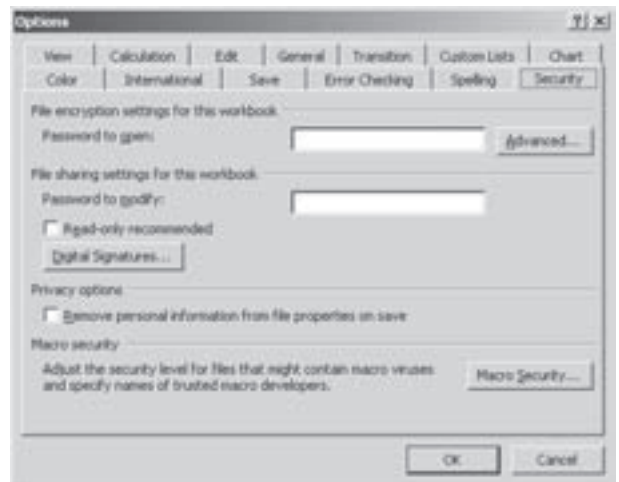 Options
View Calculation Edit General Transition Custom Lists Chart
Color International Save Error Checking Spelling Security
File encryption settings for this workbook
Password to open: Advanced...
File sharing settings for this workbook
Password to modify:
Read-only recommended
Digital Signatures...
Privacy options
Remove personal information from file properties on save
Macro security
Adjust the security level for files that might contain macro viruses
and specify names of trusted macro developers.
Macro Security...
OK Cancel